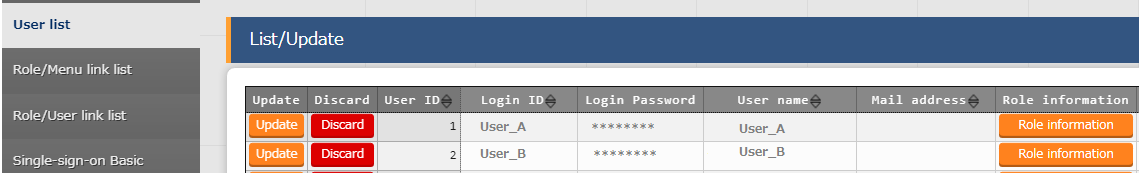 User list
Role/Menu link list
Role/User link list
Single-sign-on Basic
List/Update
Update Discard User ID Login ID Login Password User name Mail address Role information
Update Discard 1 User_A ******** User_A Role information
Update Discard 2 User_B ******** User_B Role information